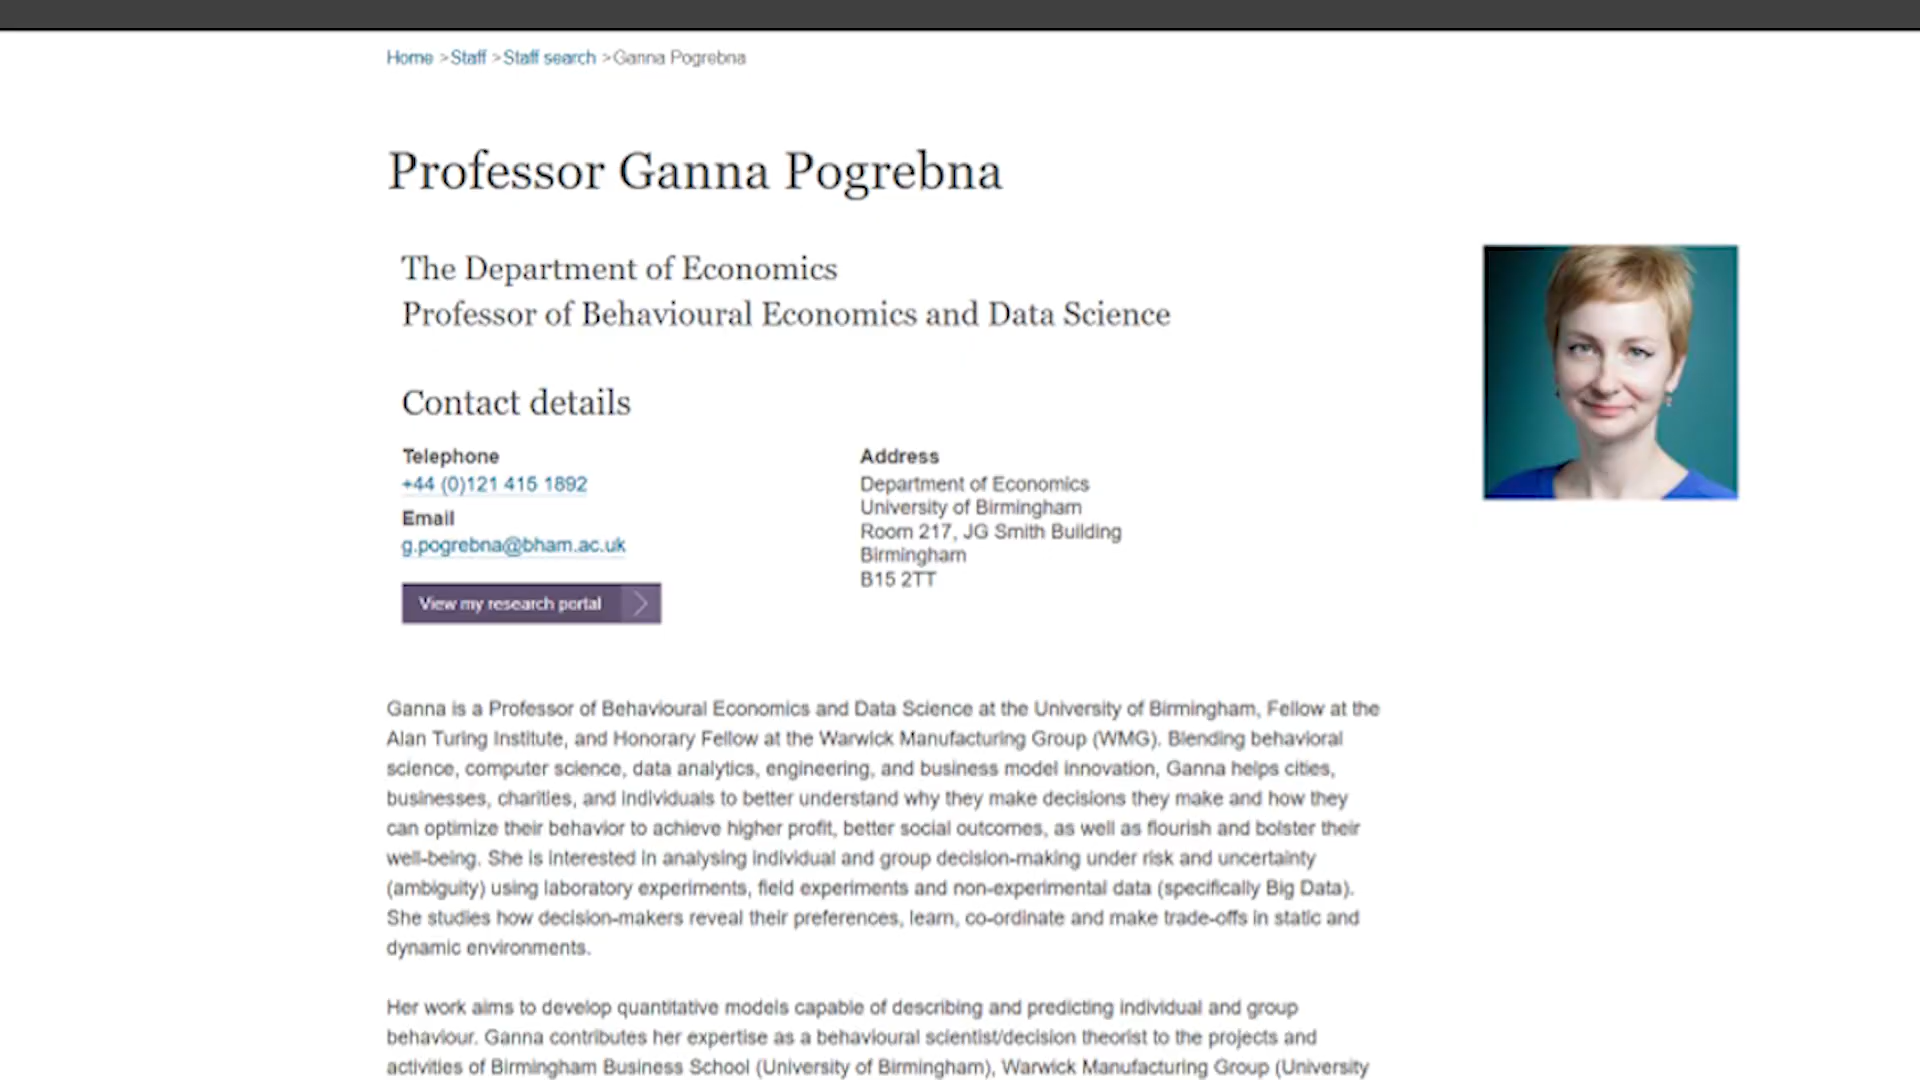 Home >Staff >Staff search >Ganna Pogrebna
Professor Ganna Pogrebna
The Department of Economics
Professor of Behavioural Economics and Data Science
Contact details
Telephone
+44 (0)121 415 1892
Email
g.pogrebna@bham.ac.uk
View my research portal
Address
Department of Economics
University of Birmingham
Room 217, JG Smith Building
Birmingham
B15 2TT
Ganna is a Professor of Behavioural Economics and Data Science at the University of Birmingham, Fellow at the
Alan Turing Institute, and Honorary Fellow at the Warwick Manufacturing Group (WMG). Blending behavioral
science, computer science, data analytics, engineering, and business model innovation, Ganna helps cities,
businesses, charities, and individuals to better understand why they make decisions they make and how they
can optimize their behavior to achieve higher profit, better social outcomes, as well as flourish and bolster their
well-being. She is interested in analysing individual and group decision-making under risk and uncertainty
(ambiguity) using laboratory experiments, field experiments and non-experimental data (specifically Big Data).
She studies how decision-makers reveal their preferences, learn, co-ordinate and make trade-offs in static and
dynamic environments.
Her work aims to develop quantitative models capable of describing and predicting individual and group
behaviour. Ganna contributes her expertise as a behavioural scientist/decision theorist to the projects and
activities of Birmingham Business School (University of Birmingham), Warwick Manufacturing Group (University